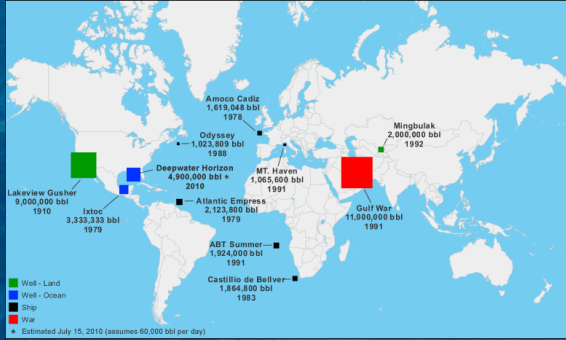 Amoco Cadiz
1,619,048 bbl
1978
Odyssey
1,023,809 bbl
1988
Mingbulak
2,000,000 bbl
1992
Deepwater Horizon
4,900,000 bbl ★
2010
MT. Haven
1,065,600 bbl
1991
Lakeview Gusher
9,000,000 bbl
1910
Ixtoc
3,333,333 bbl
1979
Atlantic Empress
2,123,800 bbl
1979
Gulf War
11,000,000 bbl
1991
ABT Summer
1,924,000 bbl
1991
Castillio de Bellver
1,864,800 bbl
1983
Well - Land
Well - Ocean
Ship
War
★ Estimated July 15, 2010 (assumes 60,000 bbl per day)